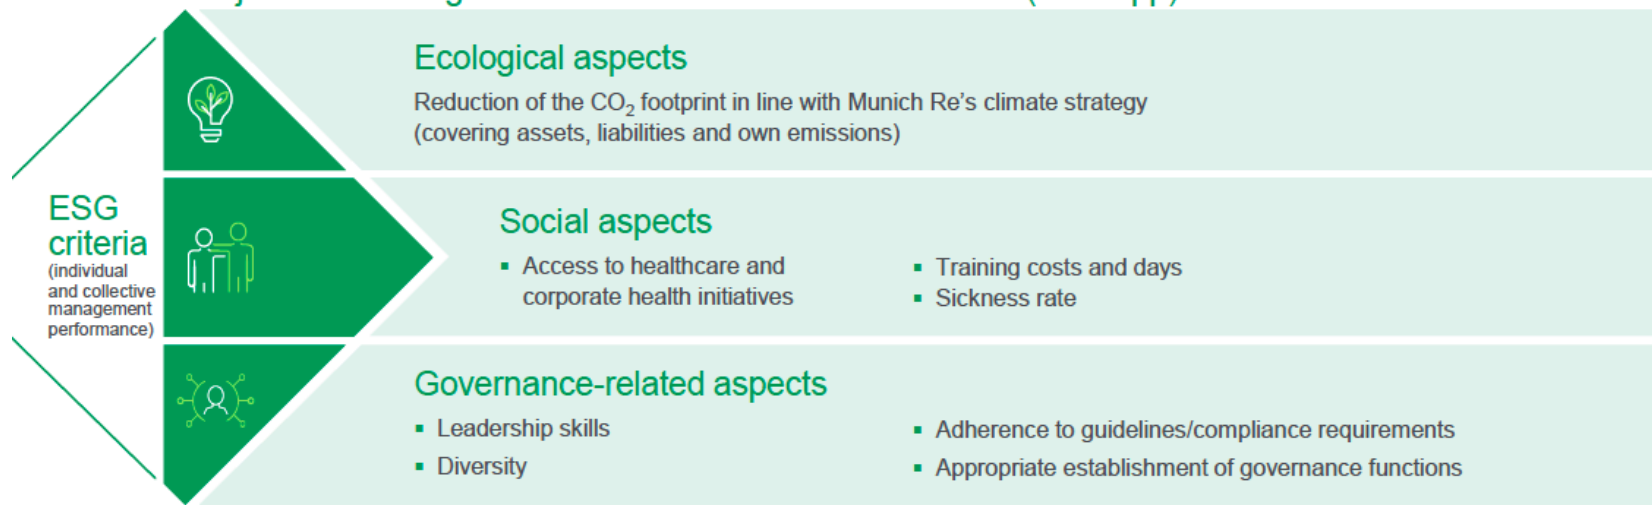 ESG
criteria
(individual
and collective
management
performance)
Ecological aspects
Reduction of the CO₂ footprint in line with Munich Re’s climate strategy
(covering assets, liabilities and own emissions)
Social aspects
▪ Access to healthcare and
corporate health initiatives
▪ Training costs and days
▪ Sickness rate
Governance-related aspects
▪ Leadership skills
▪ Diversity
▪ Adherence to guidelines/compliance requirements
▪ Appropriate establishment of governance functions